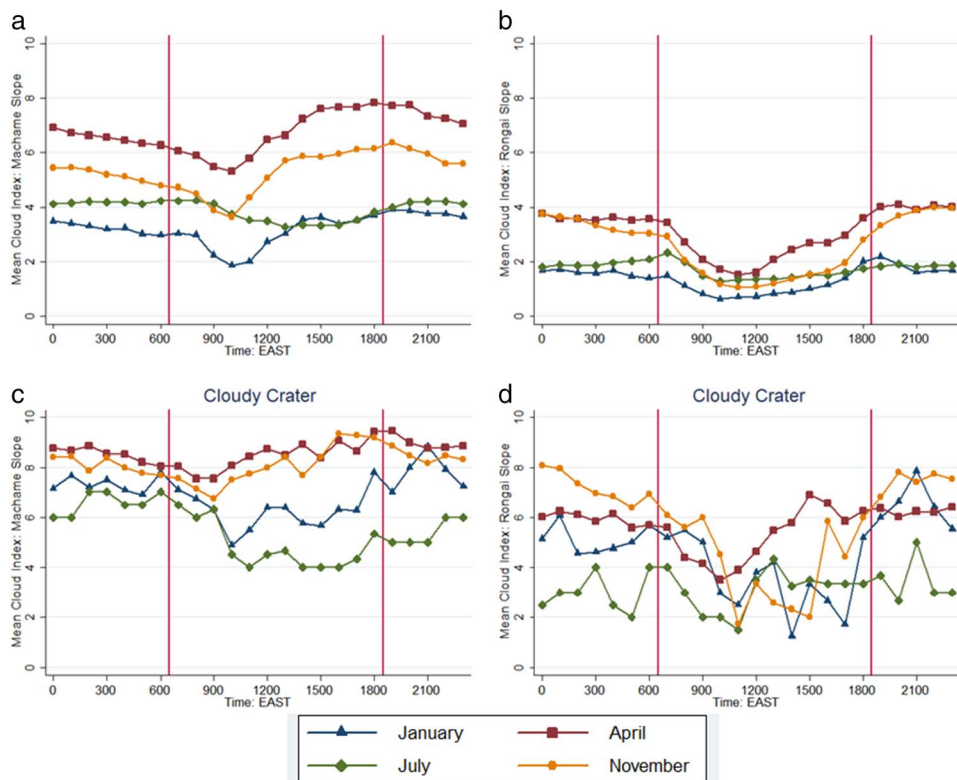 a
b
10
8
6
4
2
0
Mean Cloud Index: Machame Slope
0 300 600 900 1200 1500 1800 2100
Time: EAST
10
8
6
4
2
0
Mean Cloud Index: Rongai Slope
0 300 600 900 1200 1500 1800 2100
Time: EAST
c
Cloudy Crater
10
8
6
4
2
0
Mean Cloud Index: Machame Slope
0 300 600 900 1200 1500 1800 2100
Time: EAST
d
Cloudy Crater
10
8
6
4
2
0
Mean Cloud Index: Rongai Slope
0 300 600 900 1200 1500 1800 2100
Time: EAST
January April
July November